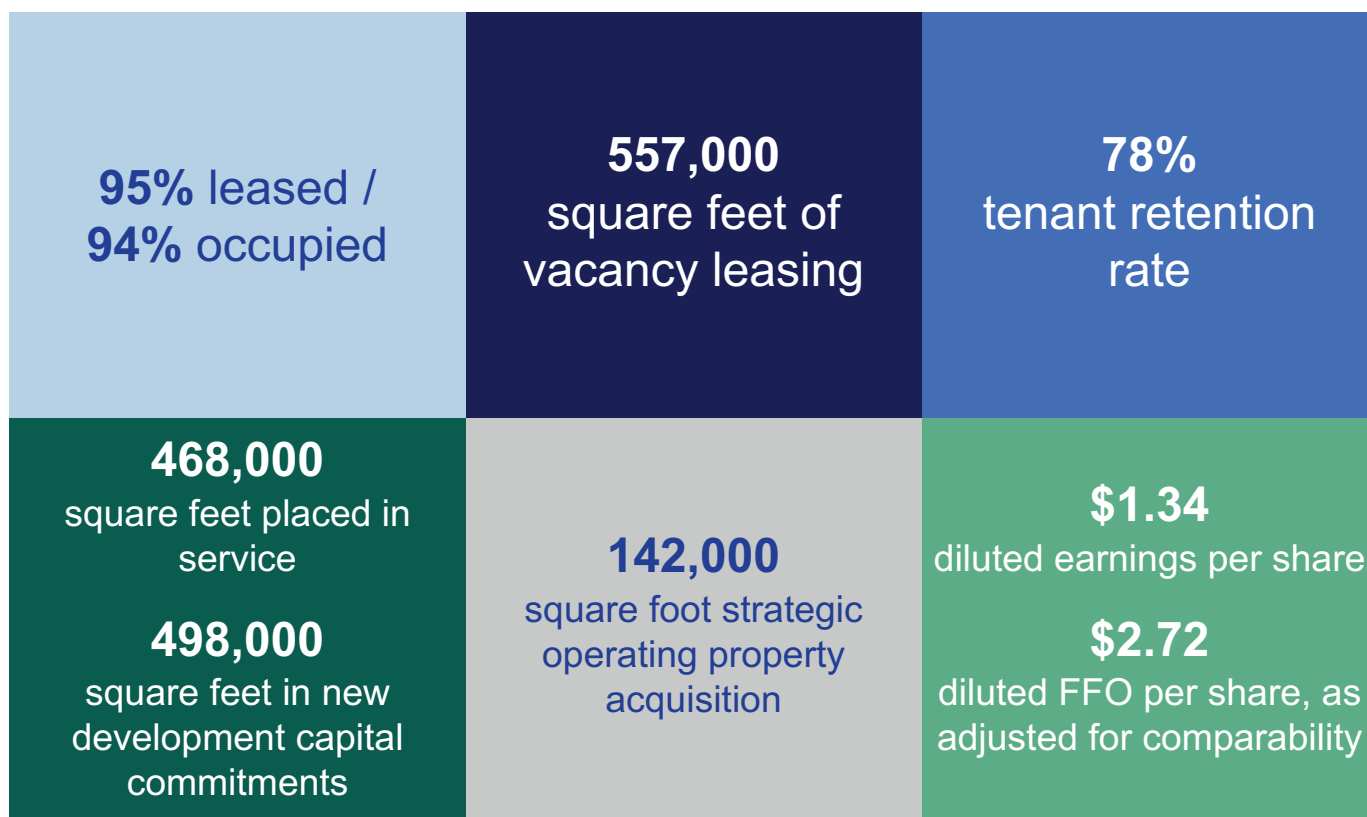 95% leased /
94% occupied
557,000
square feet of
vacancy leasing
78%
tenant retention
rate
468,000
square feet placed in
service
498,000
square feet in new
development capital
commitments
142,000
square foot strategic
operating property
acquisition
$1.34
diluted earnings per share
$2.72
diluted FFO per share, as
adjusted for comparability